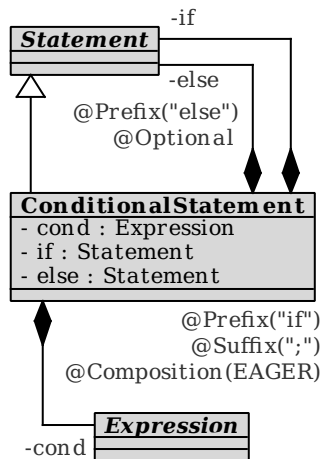 -if
Statement
-else
@Prefix("else")
@Optional
ConditionalStatement
- cond : Expression
- if : Statement
- else : Statement
@Prefix("if")
@Suffix(";")
@Composition(EAGER)
Expression
-cond